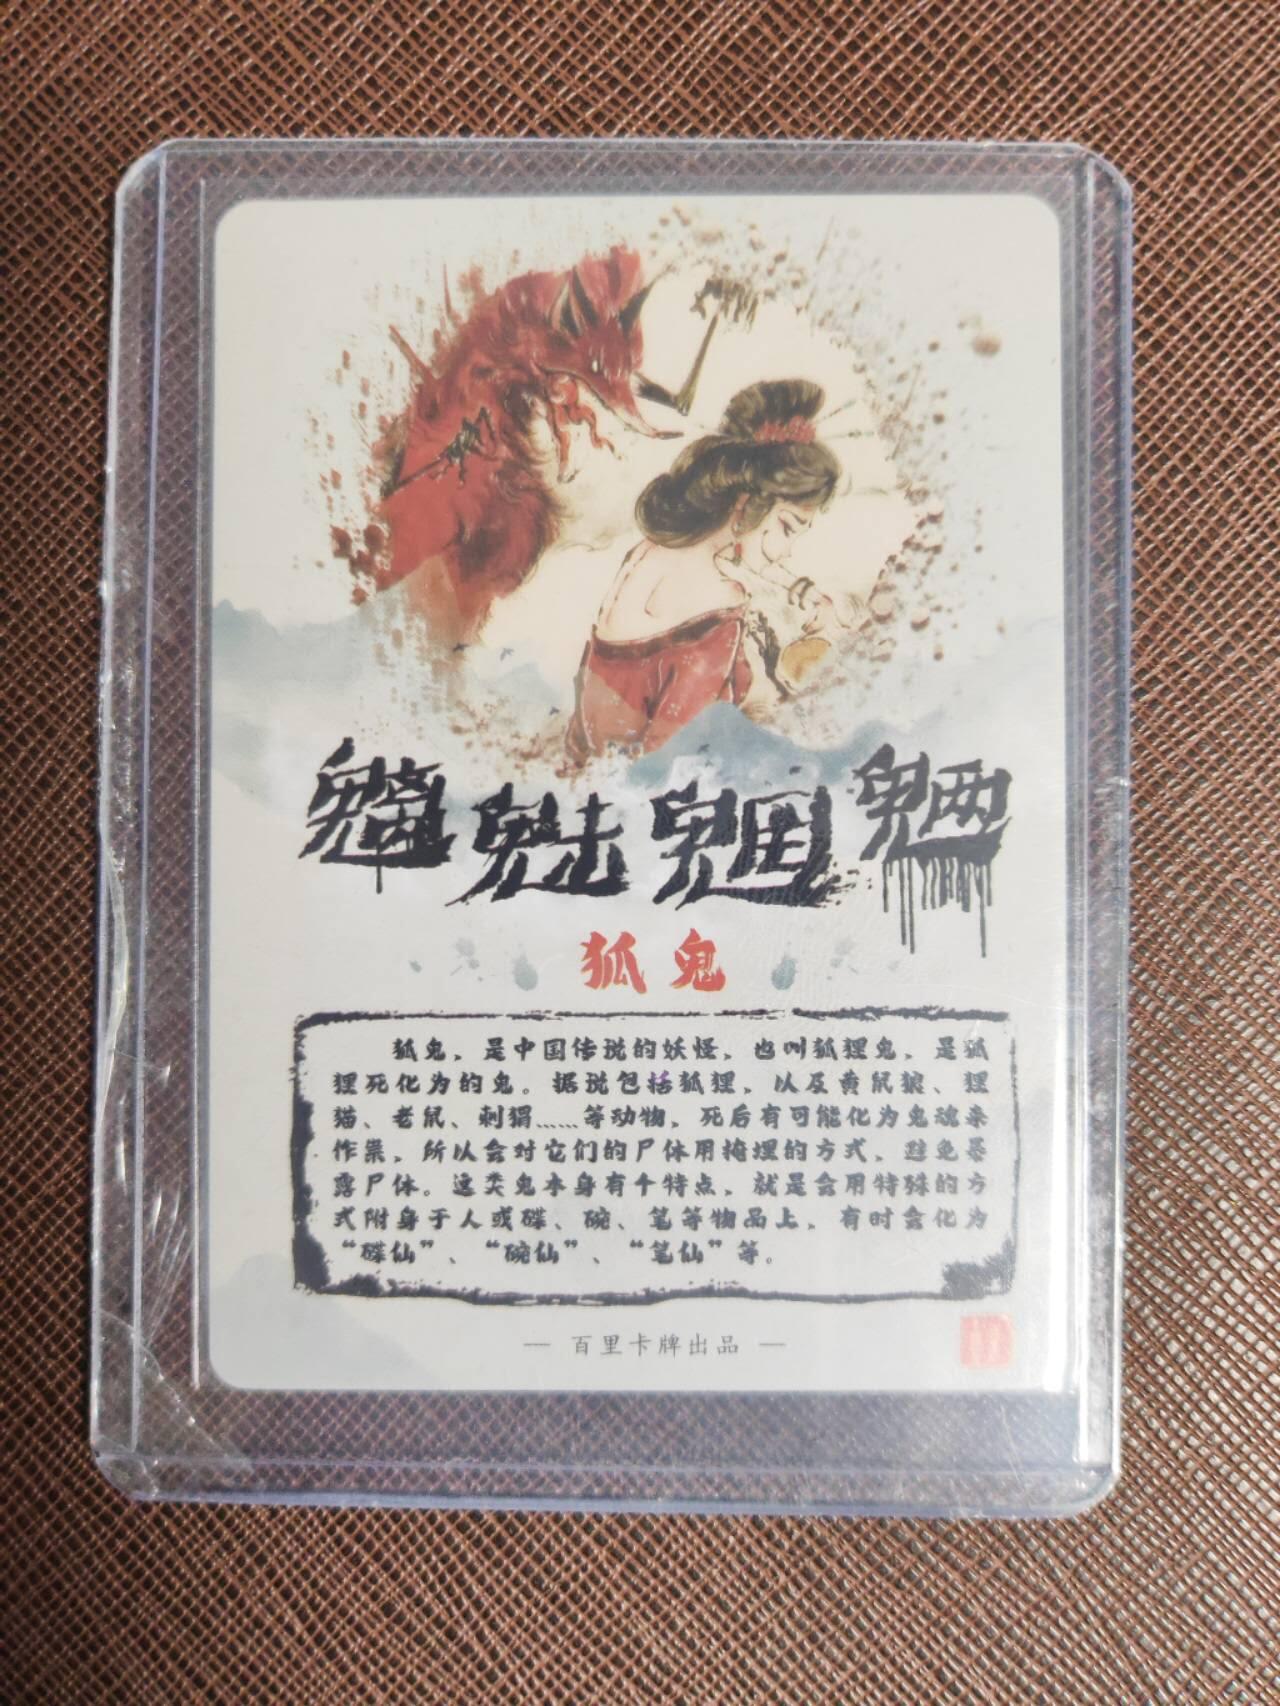 魑魅魍魉
狐鬼
狐鬼，是中国传说的妖怪，也叫狐狸鬼，是狐
狸死化为的鬼。据说包括狐狸，以及黄鼠狼、狸
猫、老鼠、刺猬……等动物，死后有可能化为鬼魂来
作祟，所以会对它们的尸体用掩埋的方式，避免暴
露尸体。这类鬼本身有个特点，就是会用特殊的方
式附身于人或碟、碗、笔等物品上，有时会化为
“碟仙”、“碗仙”、“笔仙”等。
— 百里卡牌出品 —